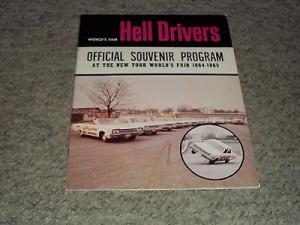 WORLD'S FAIR Hell Drivers
OFFICIAL SOUVENIR PROGRAM
AT THE NEW YORK WORLD'S FAIR 1964-1965